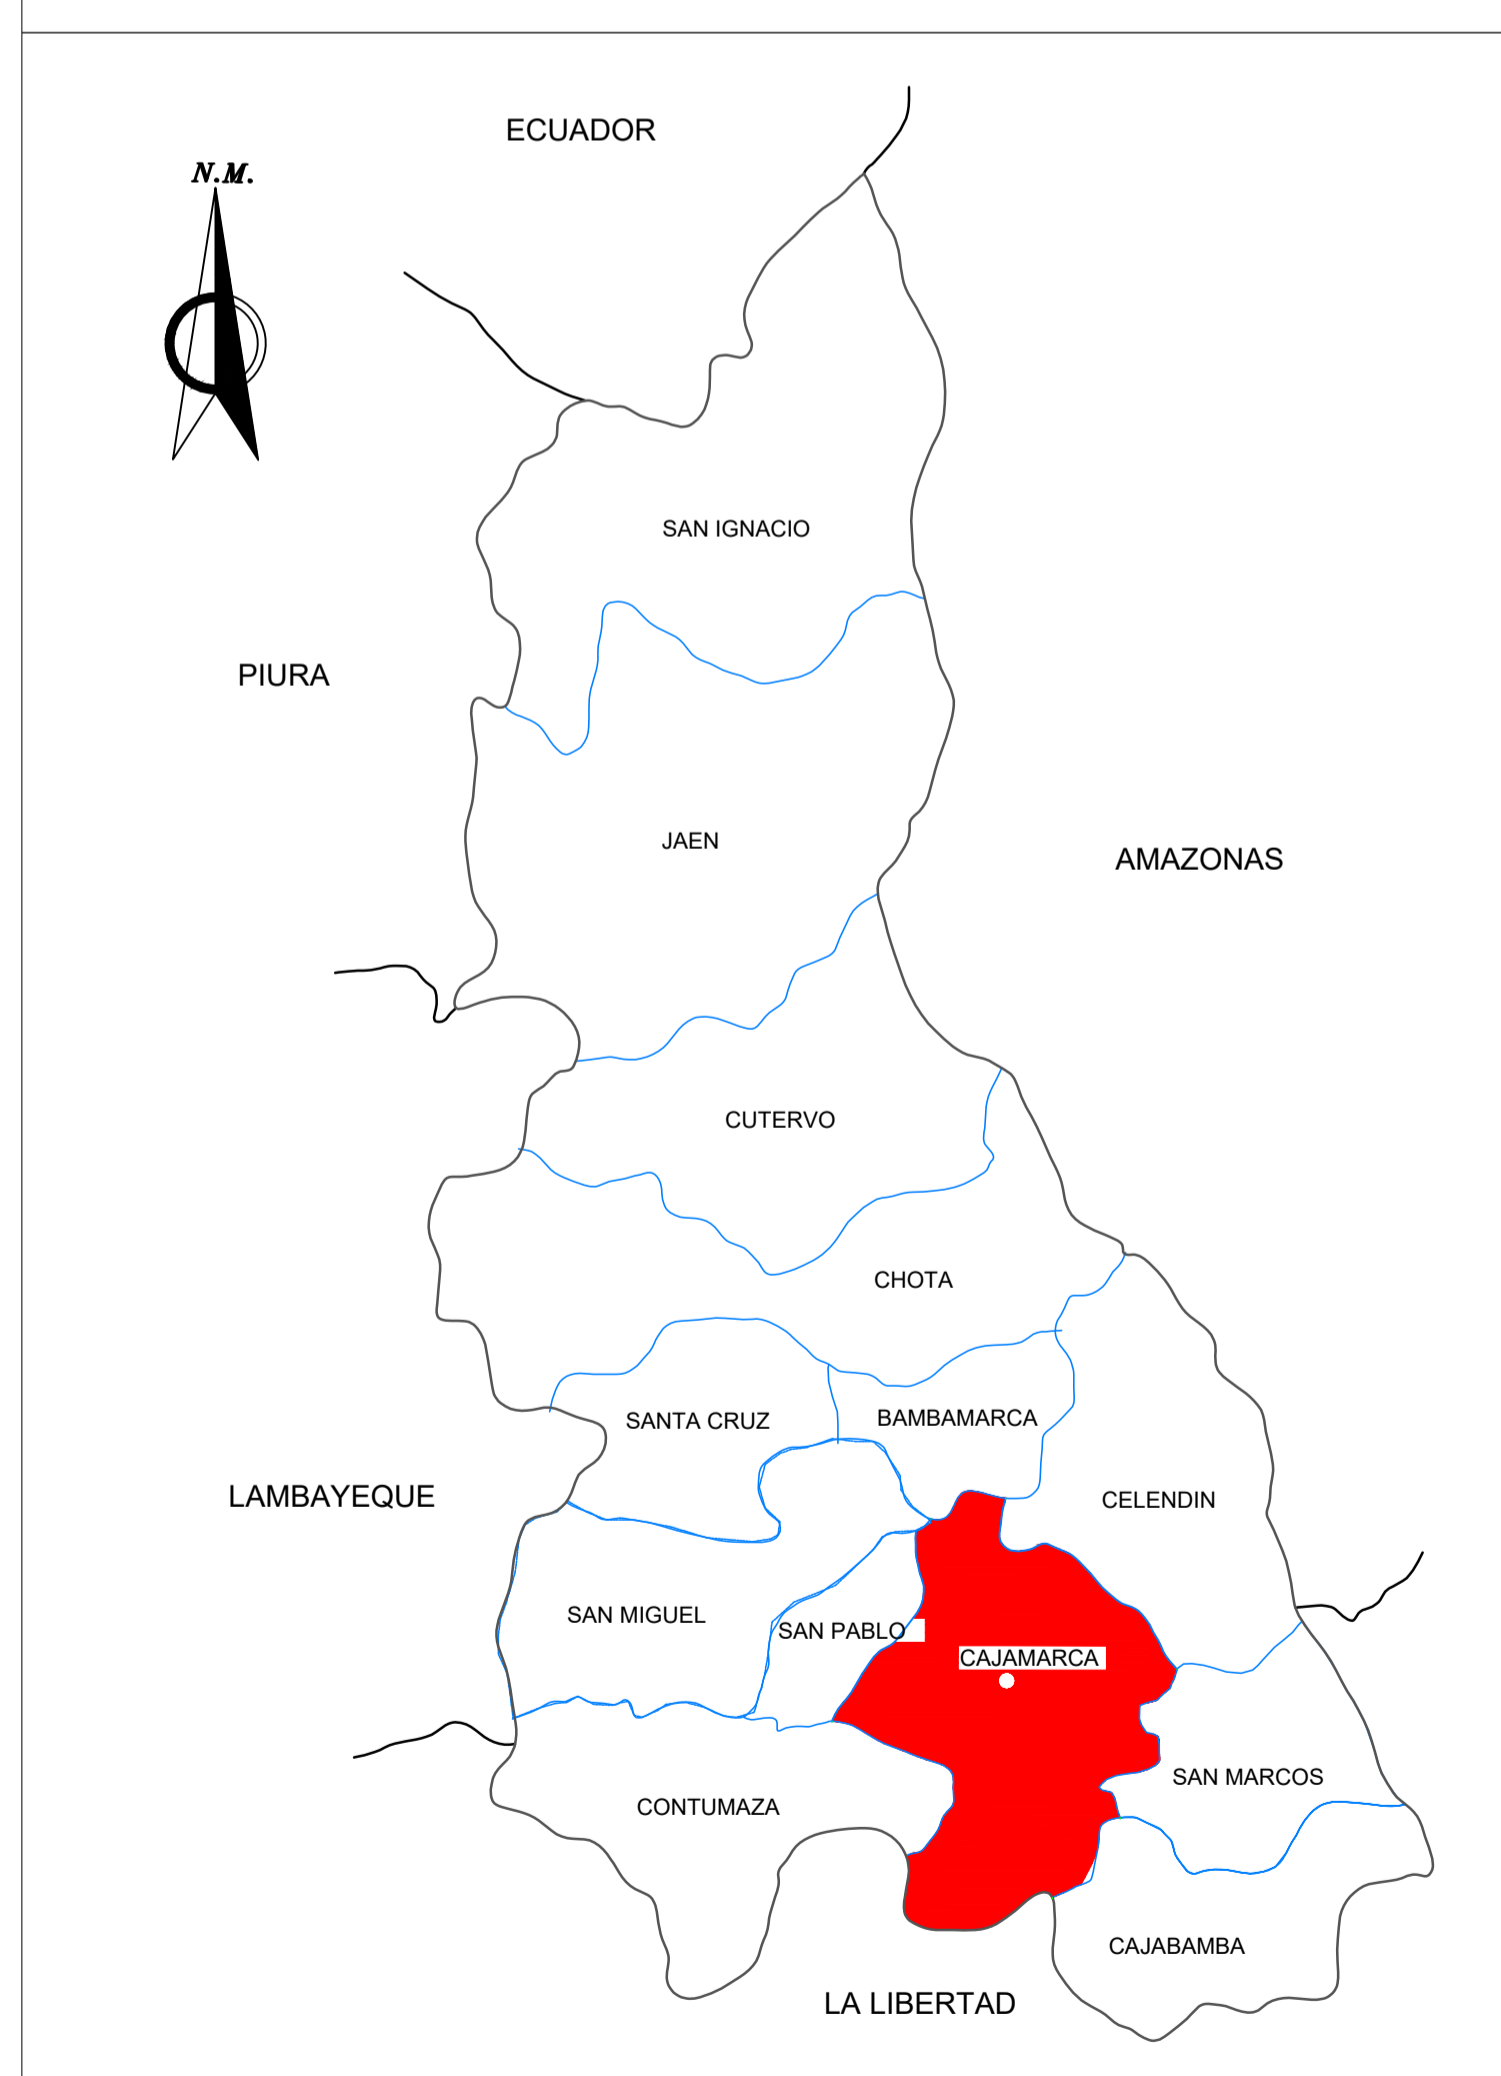 ECUADOR
N.M.
SAN IGNACIO
PIURA
JAEN
AMAZONAS
CUTERVO
CHOTA
SANTA CRUZ
BAMBAMARCA
LAMBAYEQUE
CELENDIN
SAN MIGUEL
SAN PABLO
CAJAMARCA
SAN MARCOS
CONTUMAZA
CAJABAMBA
LA LIBERTAD